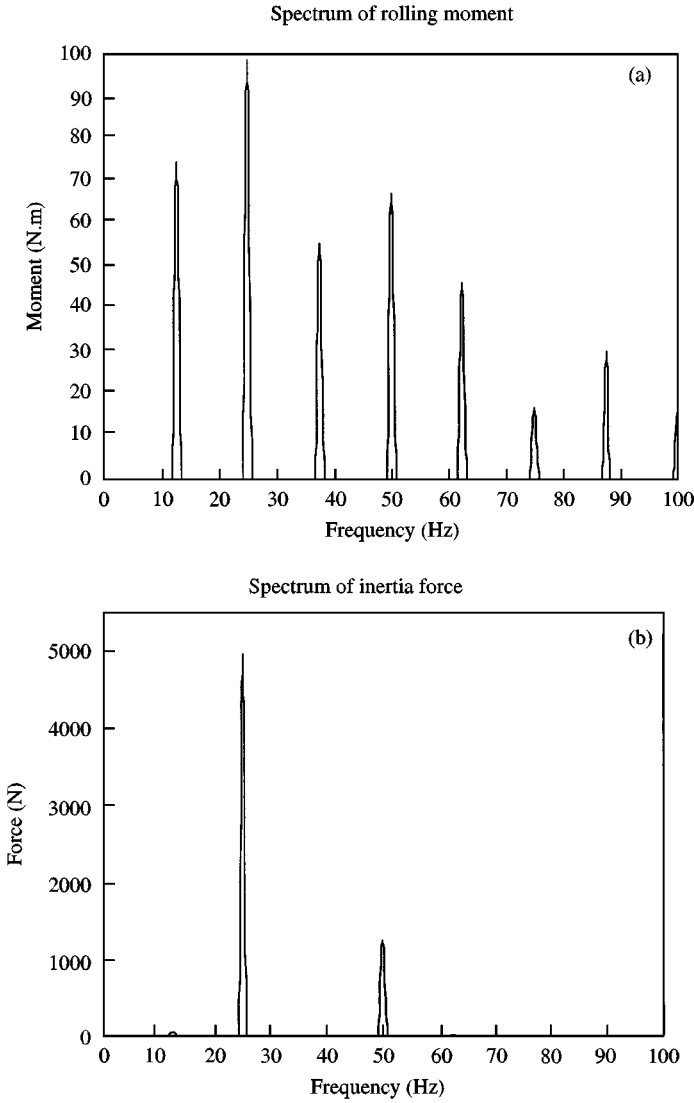 Spectrum of rolling moment
(a)
100
90
80
70
60
50
40
30
20
10
0
Moment (N.m)
0 10 20 30 40 50 60 70 80 90 100
Frequency (Hz)
Spectrum of inertia force
(b)
5000
4000
3000
2000
1000
0
Force (N)
0 10 20 30 40 50 60 70 80 90 100
Frequency (Hz)